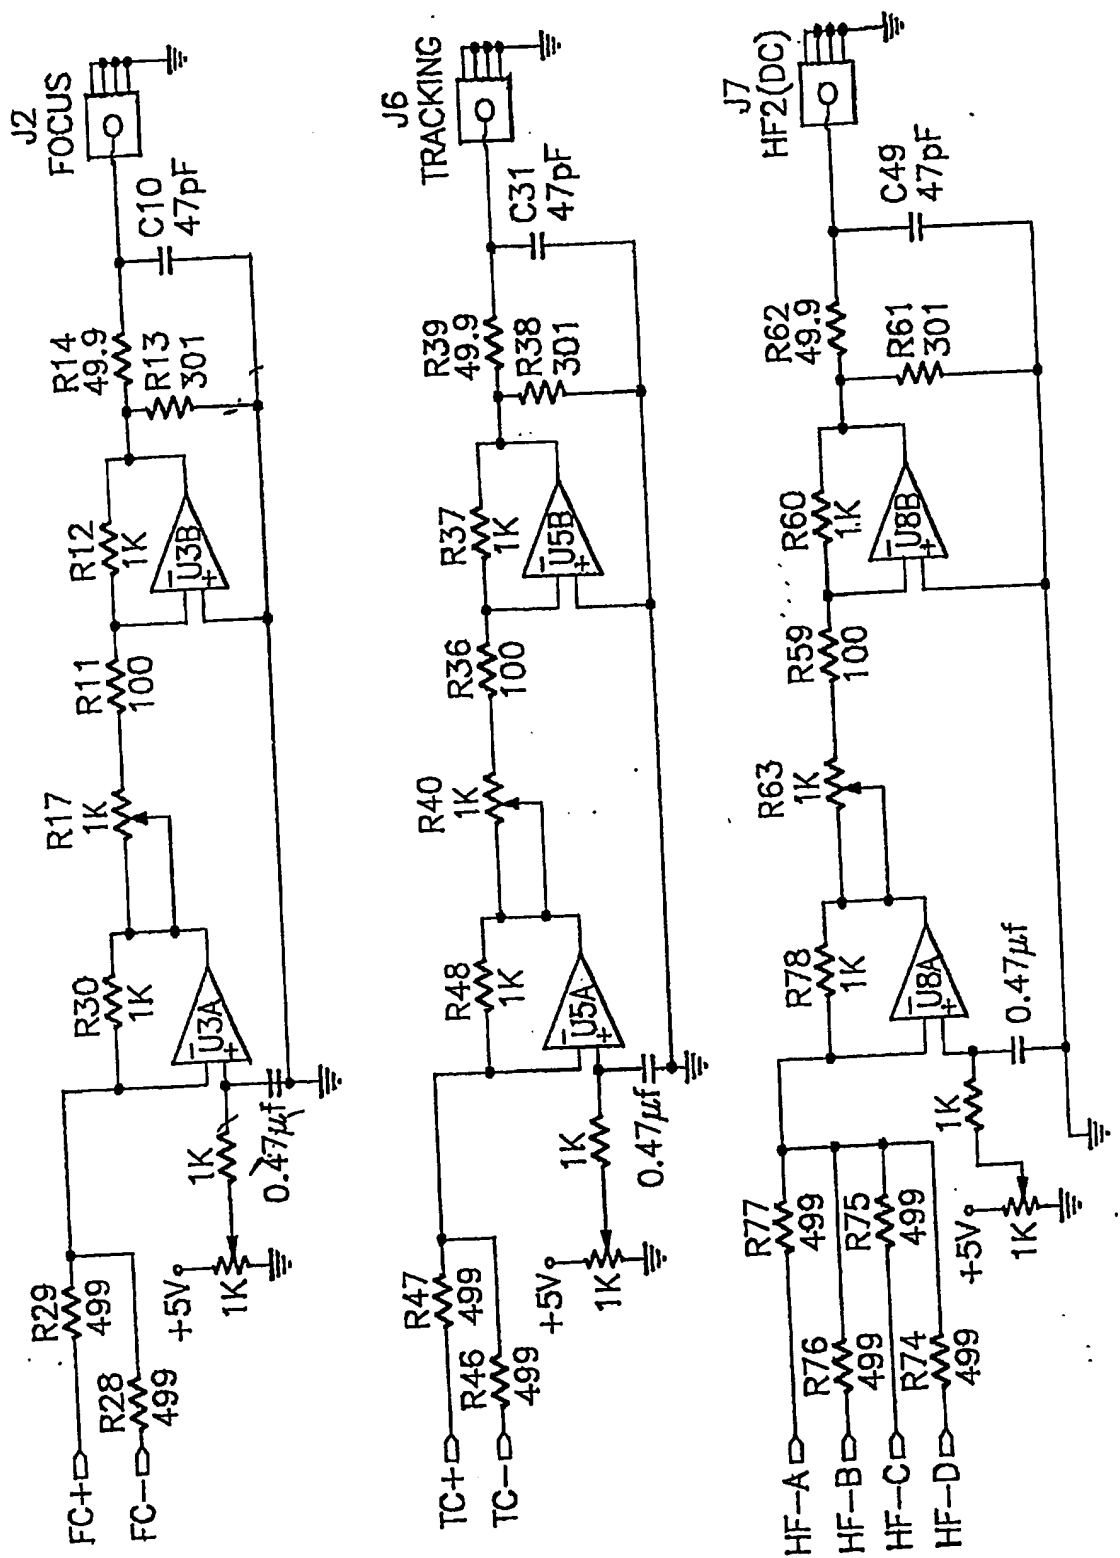 FC+
FC-
R29
499
R28
499
+5V
1K
1K
0.47µf
R30
1K
U3A
-
+
R17
1K
R11
100
R12
1K
U3B
-
+
R14
49.9
R13
301
C10
47pF
J2
FOCUS
TC+
TC-
R47
499
R46
499
+5V
1K
1K
0.47µf
R48
1K
U5A
-
+
R40
1K
R36
100
R37
1K
U5B
-
+
R39
49.9
R38
301
C31
47pF
J6
TRACKING
HF-A
HF-B
HF-C
HF-D
R77
499
R76
499
R75
499
R74
499
+5V
1K
1K
0.47µf
R78
1K
U8A
-
+
R63
1K
R59
100
R60
1K
U8B
-
+
R62
49.9
R61
301
C49
47pF
J7
HF2(DC)